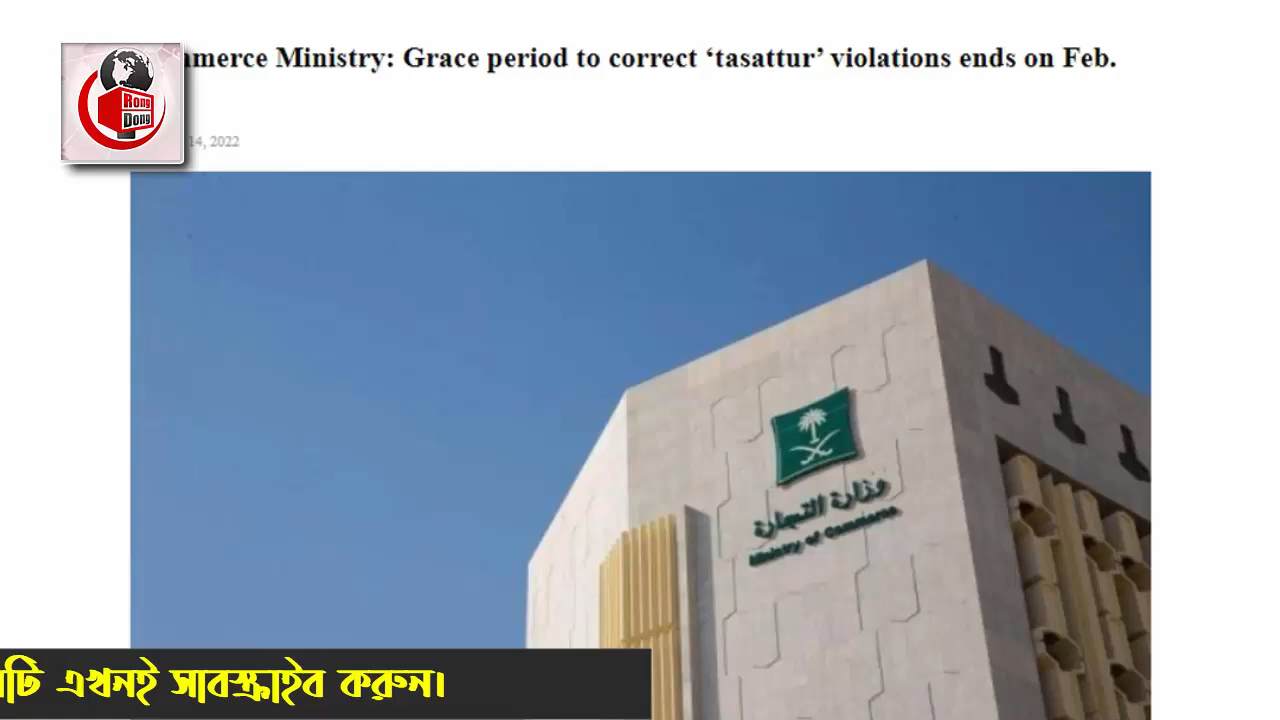 mmerce Ministry: Grace period to correct ‘tasattur’ violations ends on Feb.
Rong
Dong
14, 2022
وزارة التجارة
Ministry of Commerce
টি এখনই সাবস্ক্রাইব করুন।